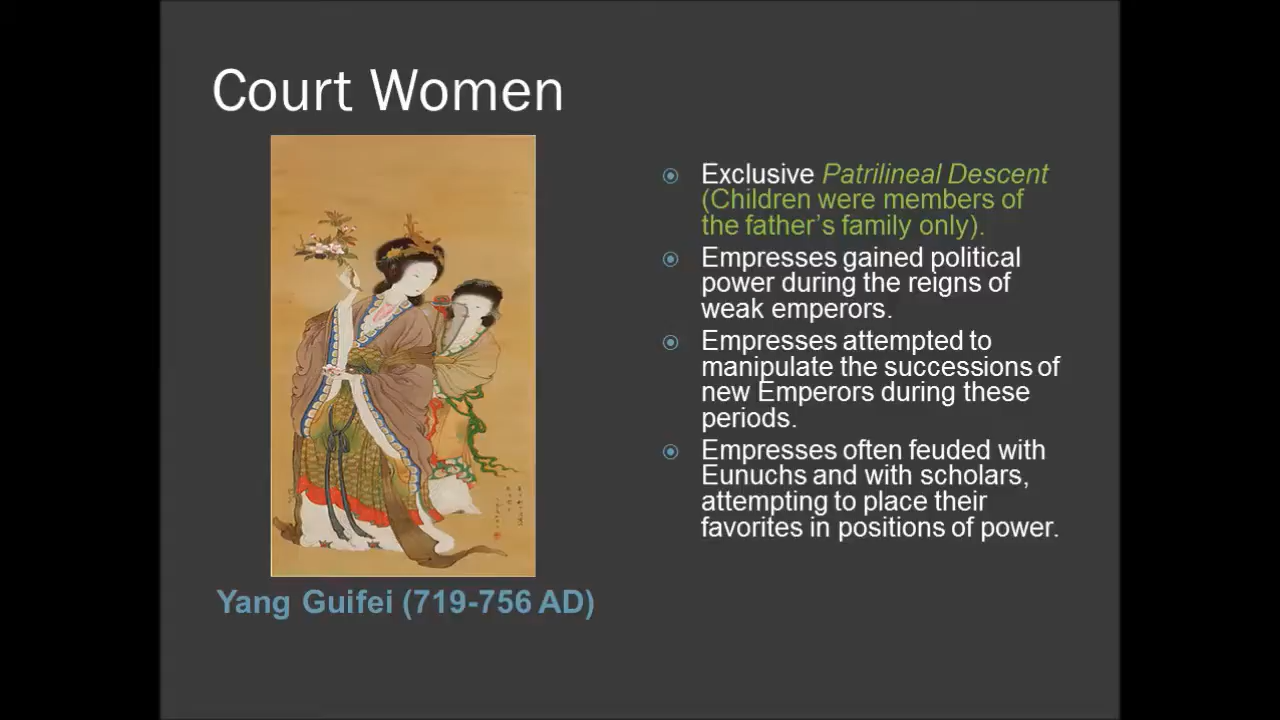 Court Women
Exclusive Patrilineal Descent
(Children were members of
the father’s family only).
Empresses gained political
power during the reigns of
weak emperors.
Empresses attempted to
manipulate the successions of
new Emperors during these
periods.
Empresses often feuded with
Eunuchs and with scholars,
attempting to place their
favorites in positions of power.
Yang Guifei (719-756 AD)